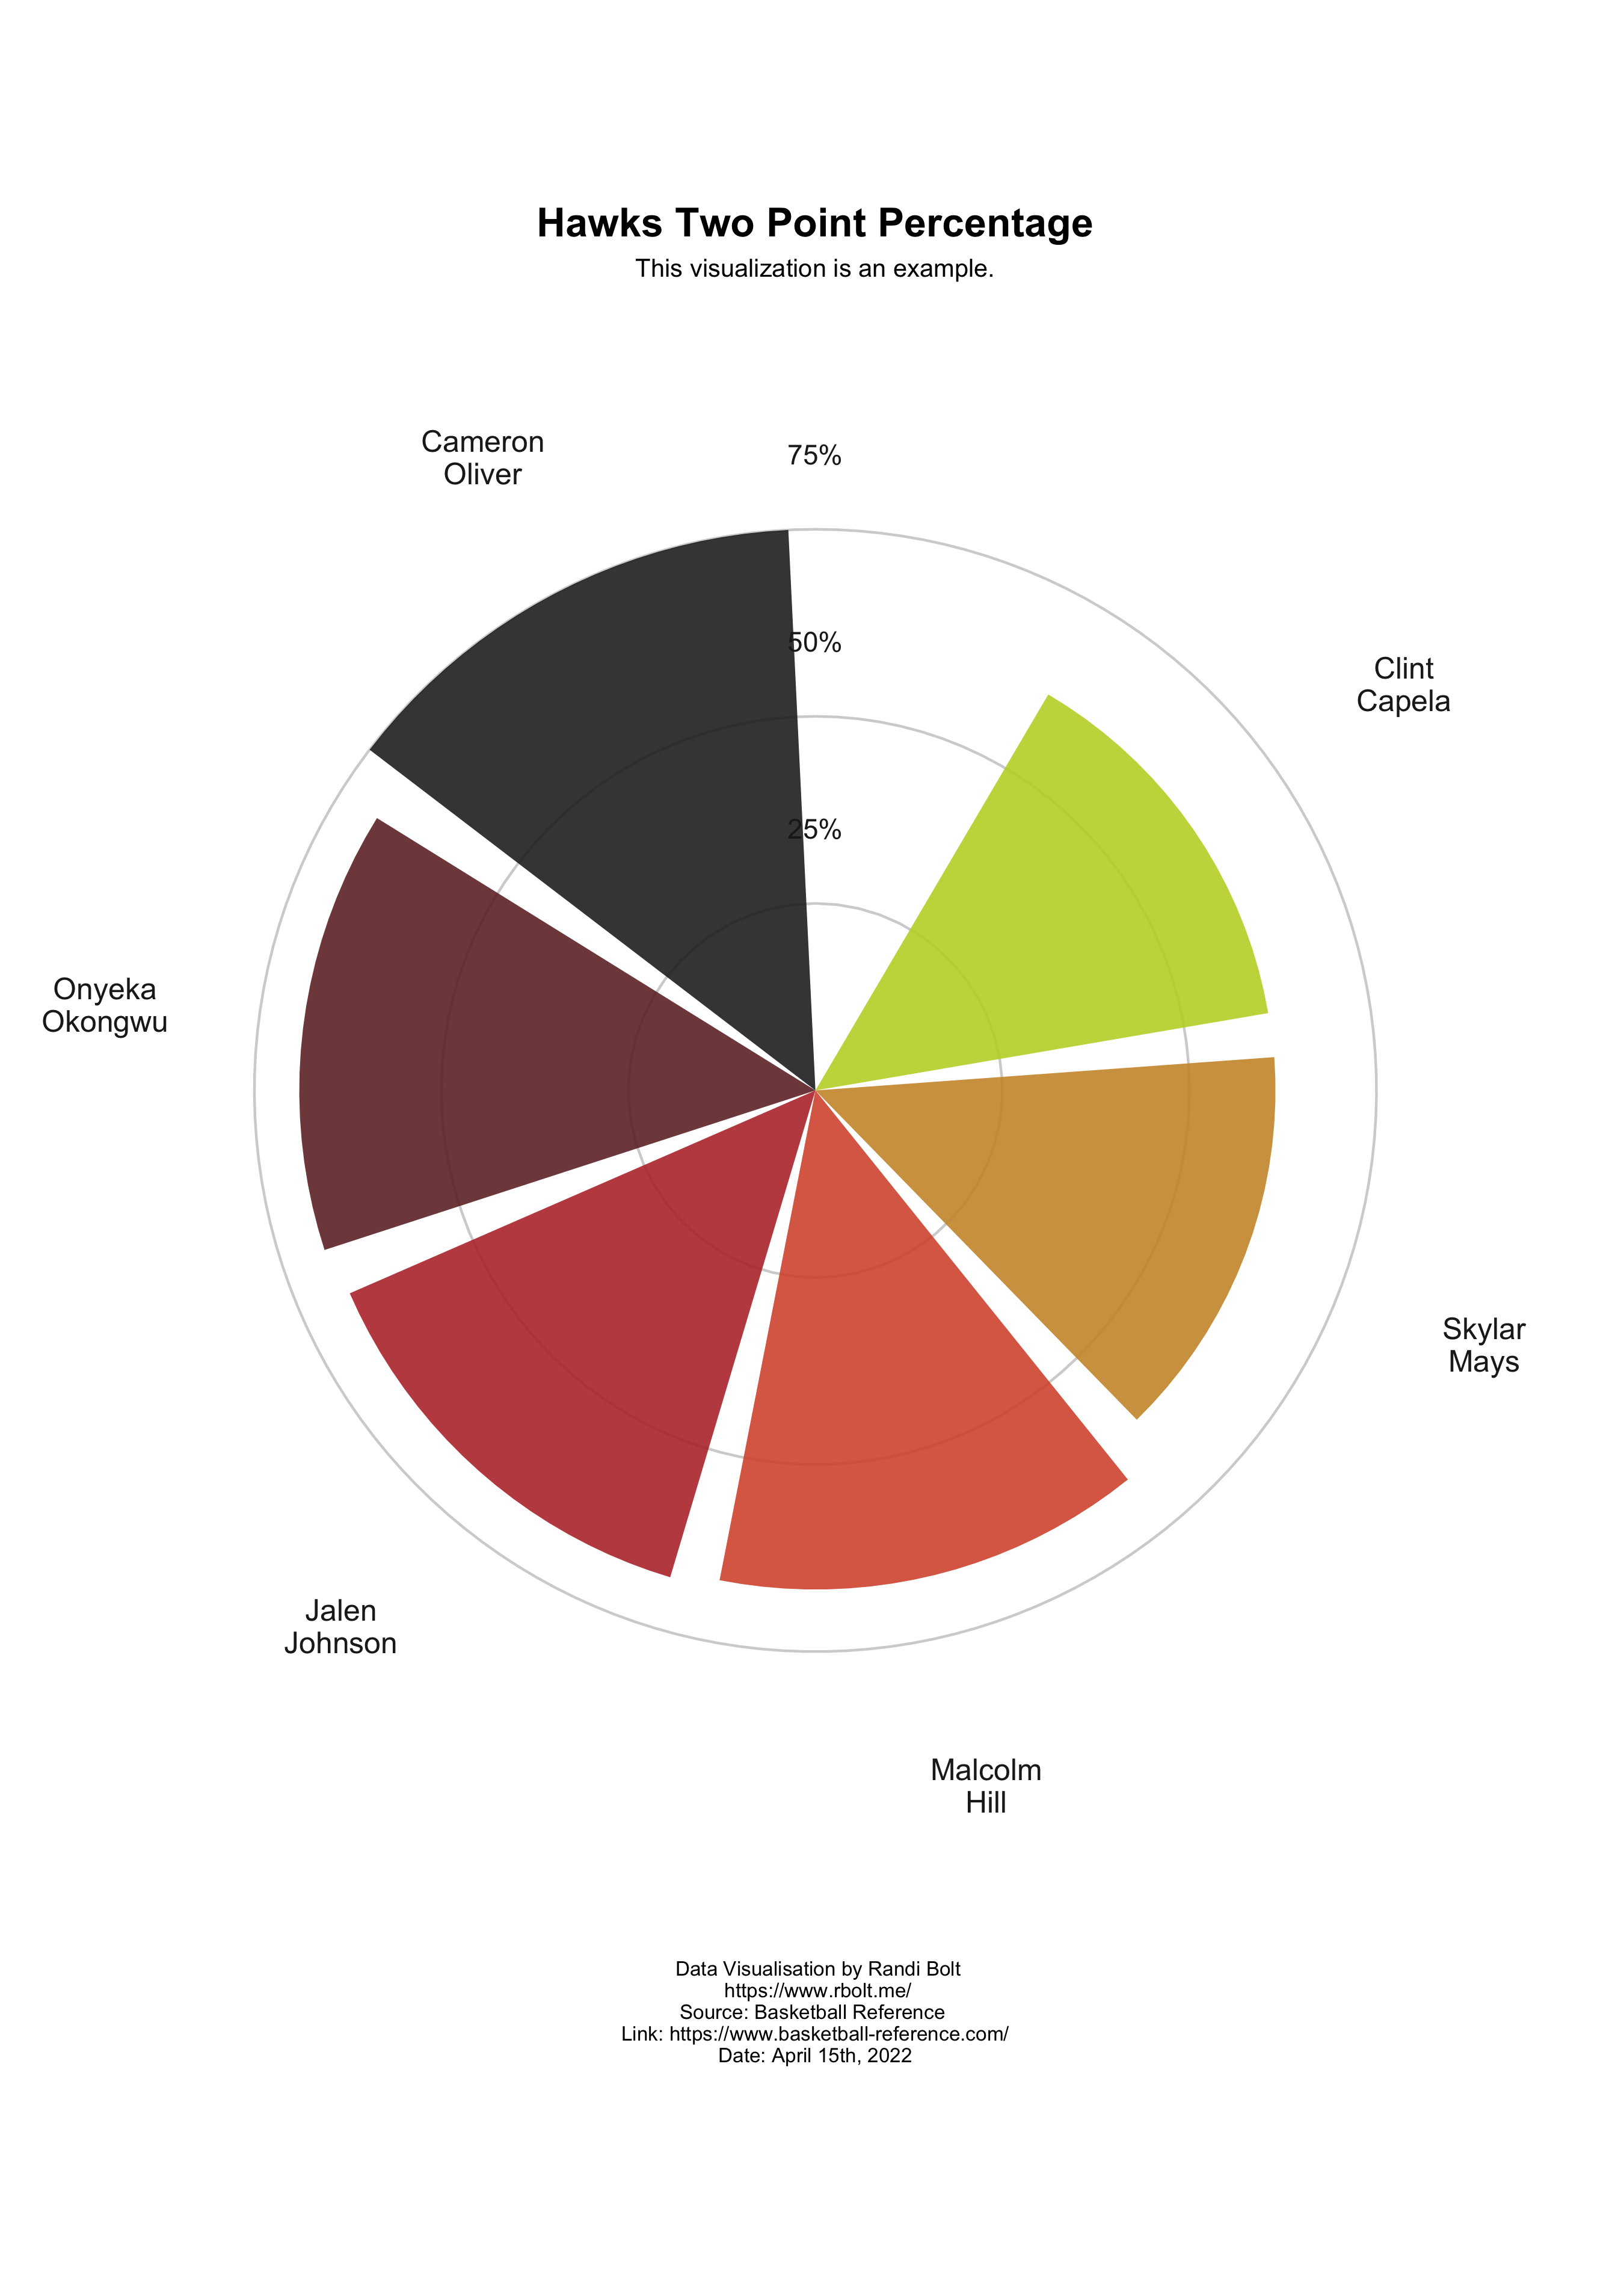 Hawks Two Point Percentage
This visualization is an example.
Cameron
Oliver
75%
50%
25%
Clint
Capela
Onyeka
Okongwu
Skylar
Mays
Jalen
Johnson
Malcolm
Hill
Data Visualisation by Randi Bolt
https://www.rbolt.me/
Source: Basketball Reference
Link: https://www.basketball-reference.com/
Date: April 15th, 2022